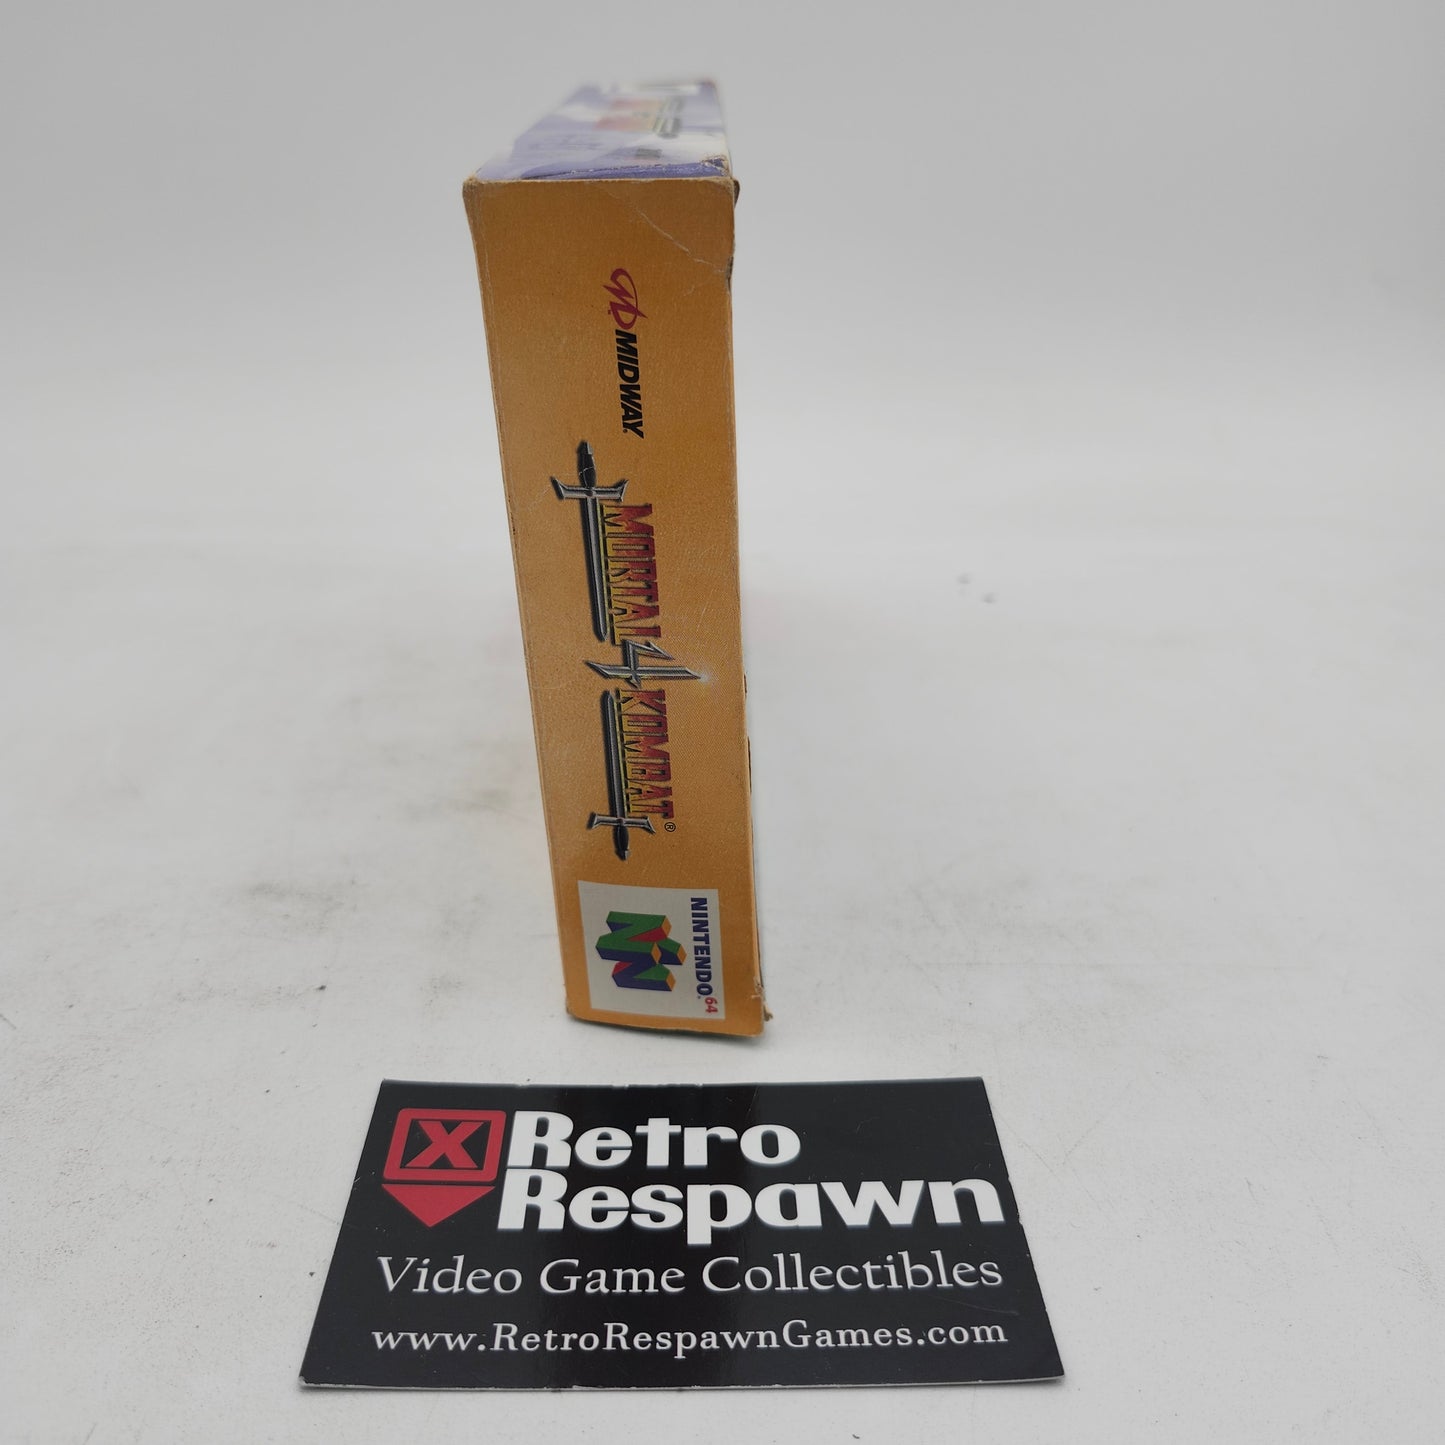 MIDWAY
MORTAL 4 KOMBAT®
NINTENDO 64
X
Retro
Respawn
Video Game Collectibles
www.RetroRespawnGames.com